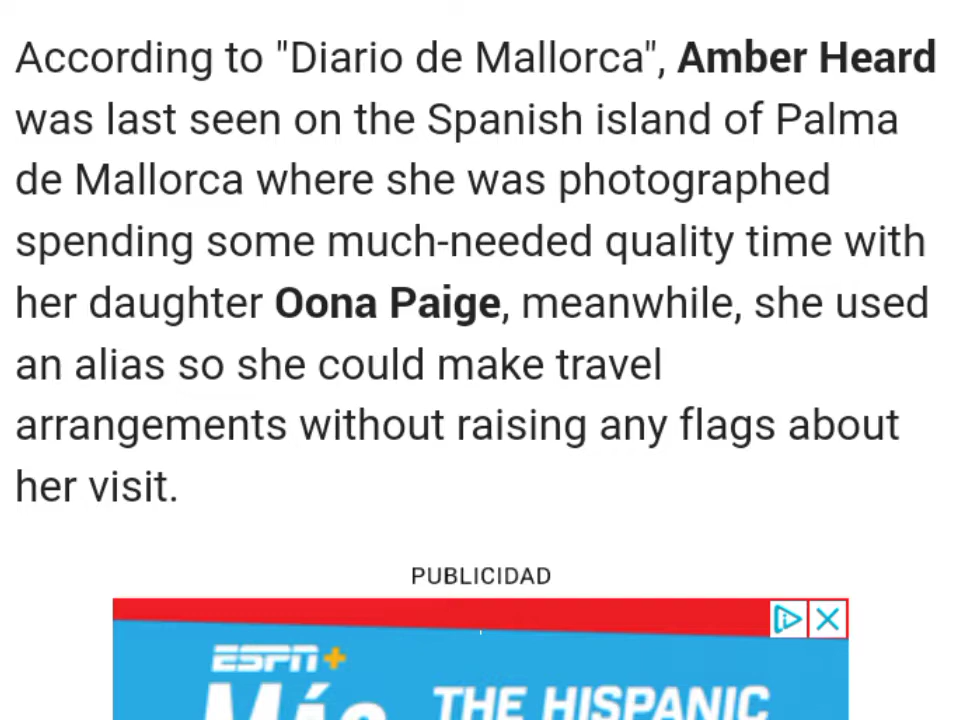 According to "Diario de Mallorca", Amber Heard
was last seen on the Spanish island of Palma
de Mallorca where she was photographed
spending some much-needed quality time with
her daughter Oona Paige, meanwhile, she used
an alias so she could make travel
arrangements without raising any flags about
her visit.
PUBLICIDAD
ESPN+
THE HISPANIC